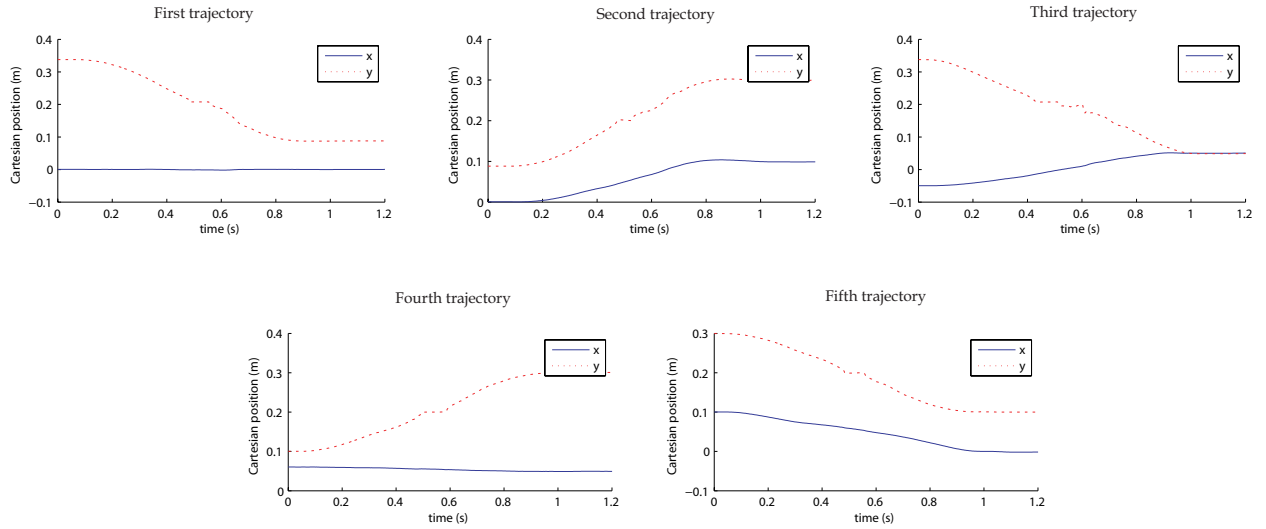 First trajectory
Second trajectory
Third trajectory
0.4
0.3
0.2
0.1
0
−0.1
Cartesian position (m)
0
0.2
0.4
0.6
0.8
1
1.2
time (s)
x
y
0.4
0.3
0.2
0.1
0
Cartesian position (m)
0
0.2
0.4
0.6
0.8
1
1.2
time (s)
x
y
0.4
0.3
0.2
0.1
0
−0.1
Cartesian position (m)
0
0.2
0.4
0.6
0.8
1
1.2
time (s)
x
y
Fourth trajectory
Fifth trajectory
0.4
0.3
0.2
0.1
0
Cartesian position (m)
0
0.2
0.4
0.6
0.8
1
1.2
time (s)
x
y
0.3
0.2
0.1
0
−0.1
Cartesian position (m)
0
0.2
0.4
0.6
0.8
1
1.2
time (s)
x
y